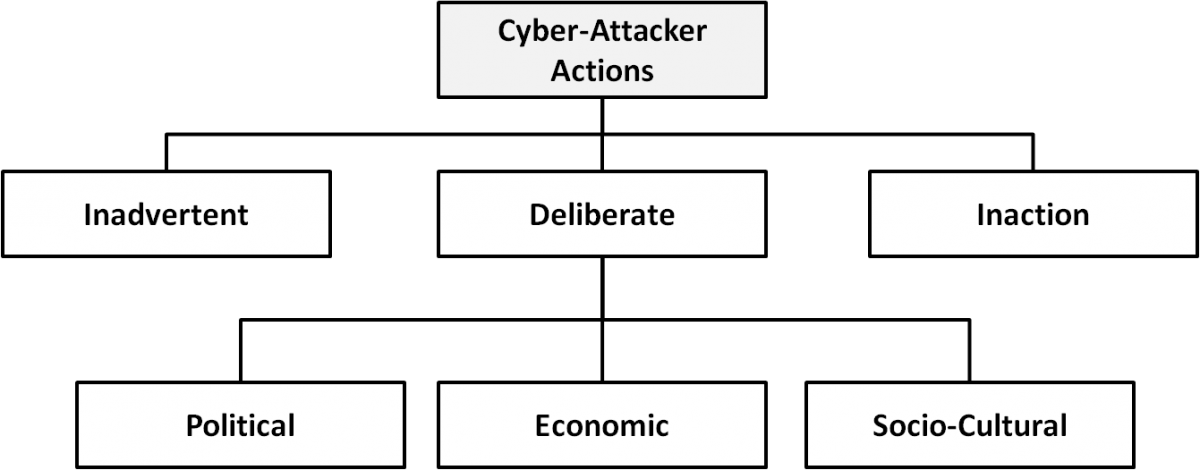 Cyber-Attacker
Actions
Inadvertent
Deliberate
Inaction
Political
Economic
Socio-Cultural